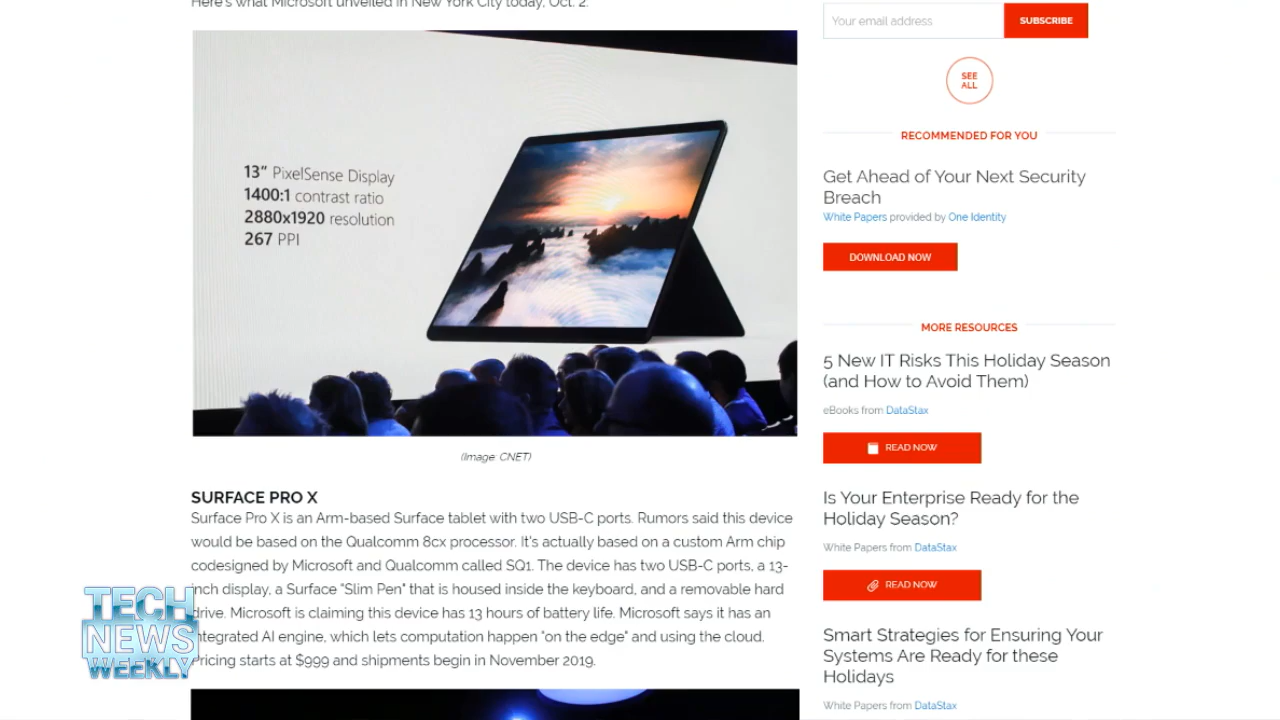 Here's what Microsoft unveiled in New York City today, Oct. 2.
13" PixelSense Display
1400:1 contrast ratio
2880x1920 resolution
267 PPI
(Image: CNET)
SURFACE PRO X
Surface Pro X is an Arm-based Surface tablet with two USB-C ports. Rumors said this device
would be based on the Qualcomm 8cx processor. It's actually based on a custom Arm chip
codesigned by Microsoft and Qualcomm called SQ1. The device has two USB-C ports, a 13-
inch display, a Surface "Slim Pen" that is housed inside the keyboard, and a removable hard
drive. Microsoft is claiming this device has 13 hours of battery life. Microsoft says it has an
integrated AI engine, which lets computation happen "on the edge" and using the cloud.
Pricing starts at $999 and shipments begin in November 2019.
TECH
NEWS
WEEKLY
Your email address
SUBSCRIBE
SEE
ALL
RECOMMENDED FOR YOU
Get Ahead of Your Next Security
Breach
White Papers provided by One Identity
DOWNLOAD NOW
MORE RESOURCES
5 New IT Risks This Holiday Season
(and How to Avoid Them)
eBooks from DataStax
READ NOW
Is Your Enterprise Ready for the
Holiday Season?
White Papers from DataStax
READ NOW
Smart Strategies for Ensuring Your
Systems Are Ready for these
Holidays
White Papers from DataStax